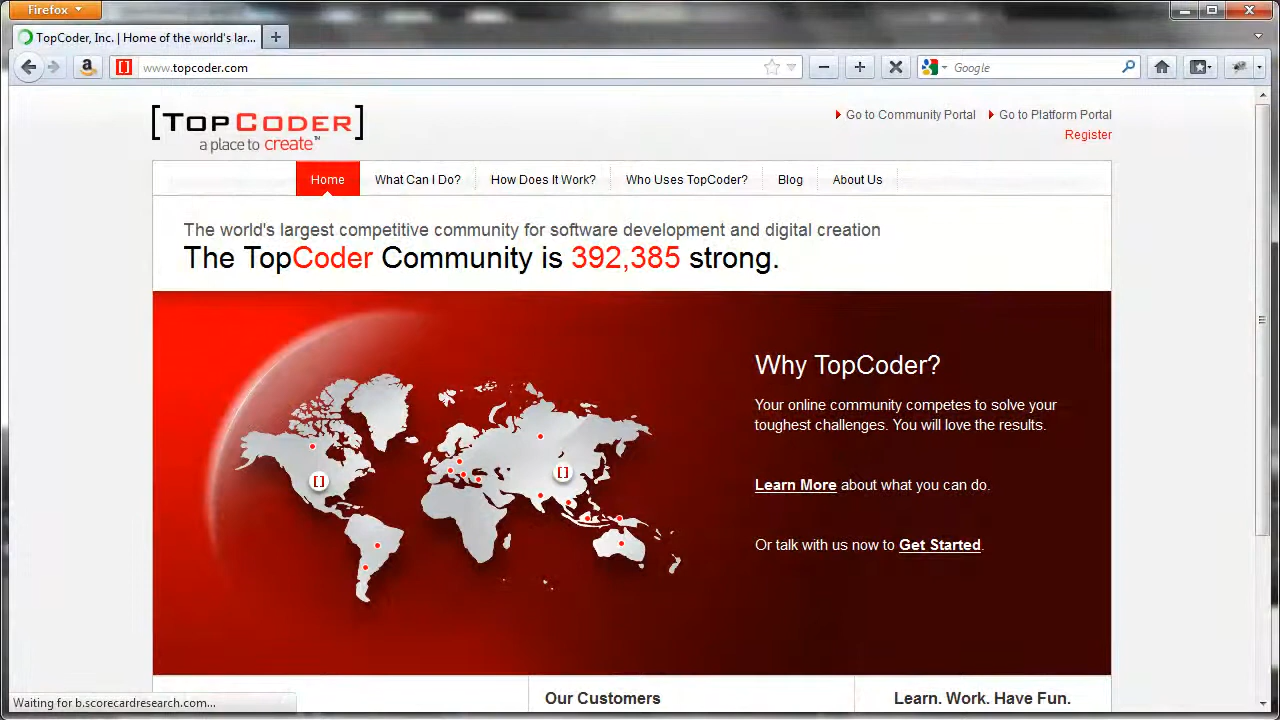 Firefox
TopCoder, Inc. | Home of the world's lar...
www.topcoder.com
Google
[TOPCODER]
a place to create™
Go to Community Portal
Go to Platform Portal
Register
Home
What Can I Do?
How Does It Work?
Who Uses TopCoder?
Blog
About Us
The world's largest competitive community for software development and digital creation
The TopCoder Community is 392,385 strong.
Why TopCoder?
Your online community competes to solve your
toughest challenges. You will love the results.
Learn More about what you can do.
Or talk with us now to Get Started.
[ ]
[ ]
Our Customers
Learn. Work. Have Fun.
Waiting for b.scorecardresearch.com...